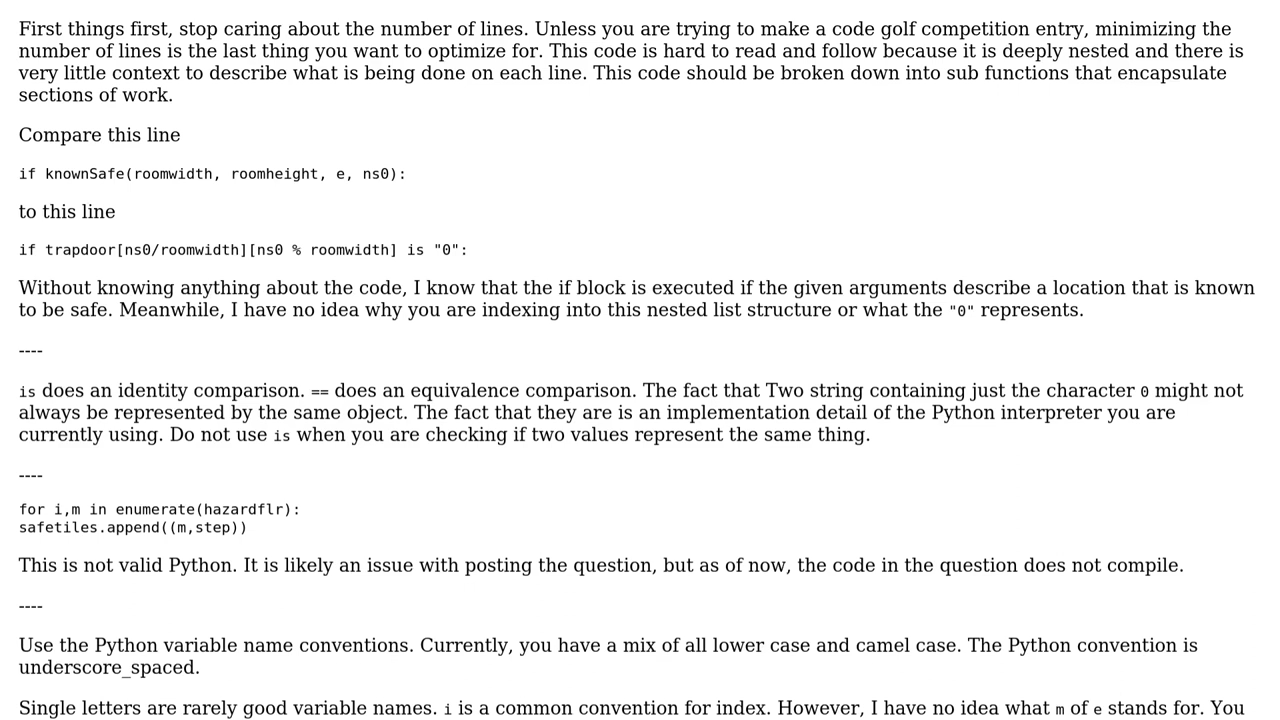 First things first, stop caring about the number of lines. Unless you are trying to make a code golf competition entry, minimizing the
number of lines is the last thing you want to optimize for. This code is hard to read and follow because it is deeply nested and there is
very little context to describe what is being done on each line. This code should be broken down into sub functions that encapsulate
sections of work.
Compare this line
if knownSafe(roomwidth, roomheight, e, ns0):
to this line
if trapdoor[ns0/roomwidth][ns0 % roomwidth] is "0":
Without knowing anything about the code, I know that the if block is executed if the given arguments describe a location that is known
to be safe. Meanwhile, I have no idea why you are indexing into this nested list structure or what the "0" represents.
----
is does an identity comparison. == does an equivalence comparison. The fact that Two string containing just the character 0 might not
always be represented by the same object. The fact that they are is an implementation detail of the Python interpreter you are
currently using. Do not use is when you are checking if two values represent the same thing.
----
for i,m in enumerate(hazardflr):
safetiles.append((m,step))
This is not valid Python. It is likely an issue with posting the question, but as of now, the code in the question does not compile.
----
Use the Python variable name conventions. Currently, you have a mix of all lower case and camel case. The Python convention is
underscore_spaced.
Single letters are rarely good variable names. i is a common convention for index. However, I have no idea what m of e stands for. You